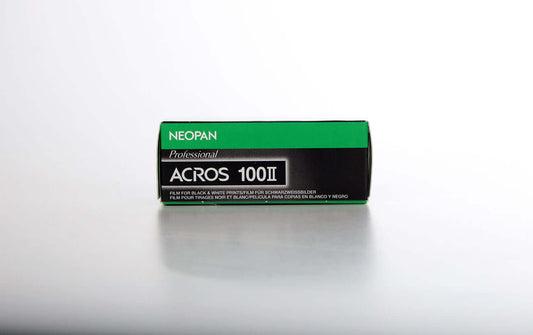 NEOPAN
Professional
ACROS 100II
FILM FOR BLACK & WHITE PRINTS/FILM FÜR SCHWARZWEISSBILDER
FILM POUR TIRAGES NOIR ET BLANC/PELICULA PARA COPIAS EN BLANCO Y NEGRO